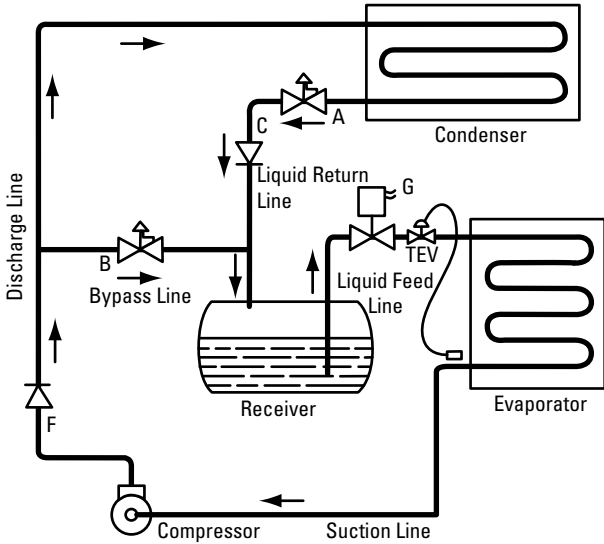 Condenser
A
C
Liquid Return
Line
G
TEV
Discharge Line
B
Bypass Line
Liquid Feed
Line
Receiver
Evaporator
F
Compressor
Suction Line